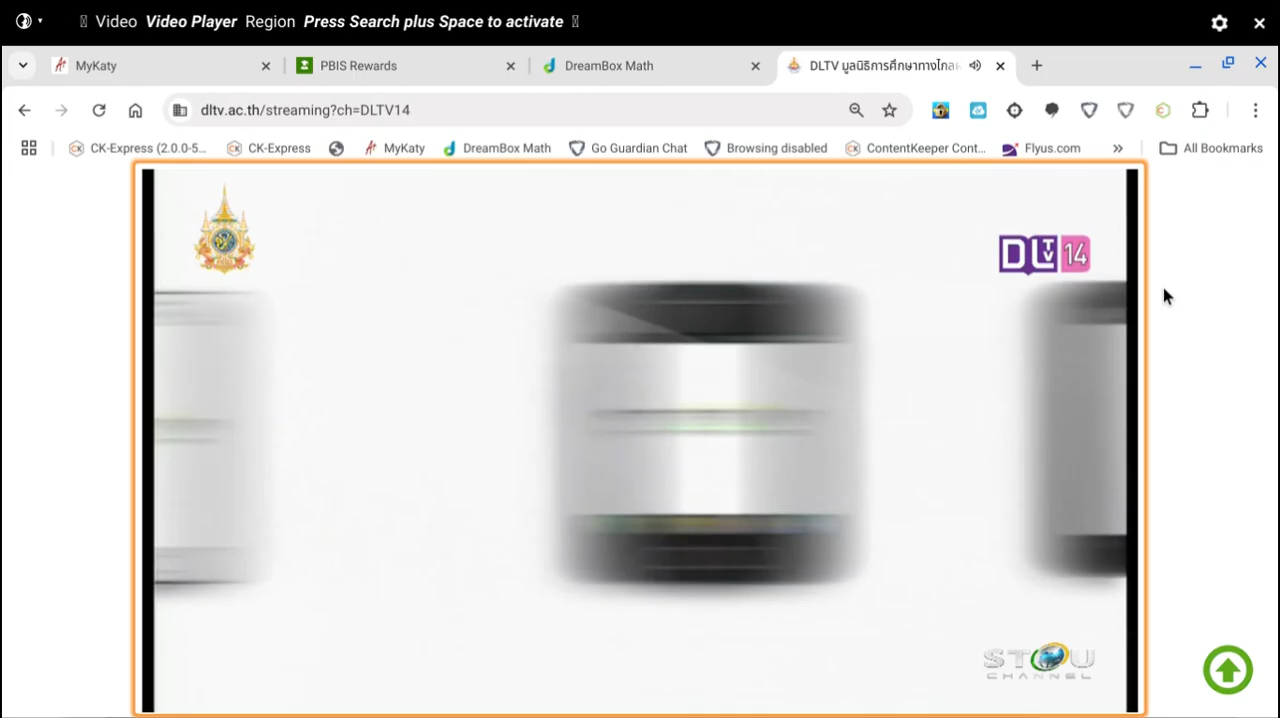 Video Video Player Region Press Search plus Space to activate
MyKaty
PBIS Rewards
DreamBox Math
DLTV มูลนิธิการศึกษาทางไกล
dltv.ac.th/streaming?ch=DLTV14
CK-Express (2.0.0-5...
CK-Express
MyKaty
DreamBox Math
Go Guardian Chat
Browsing disabled
ContentKeeper Cont...
Flyus.com
All Bookmarks
DLTV 14
STOU
CHANNEL